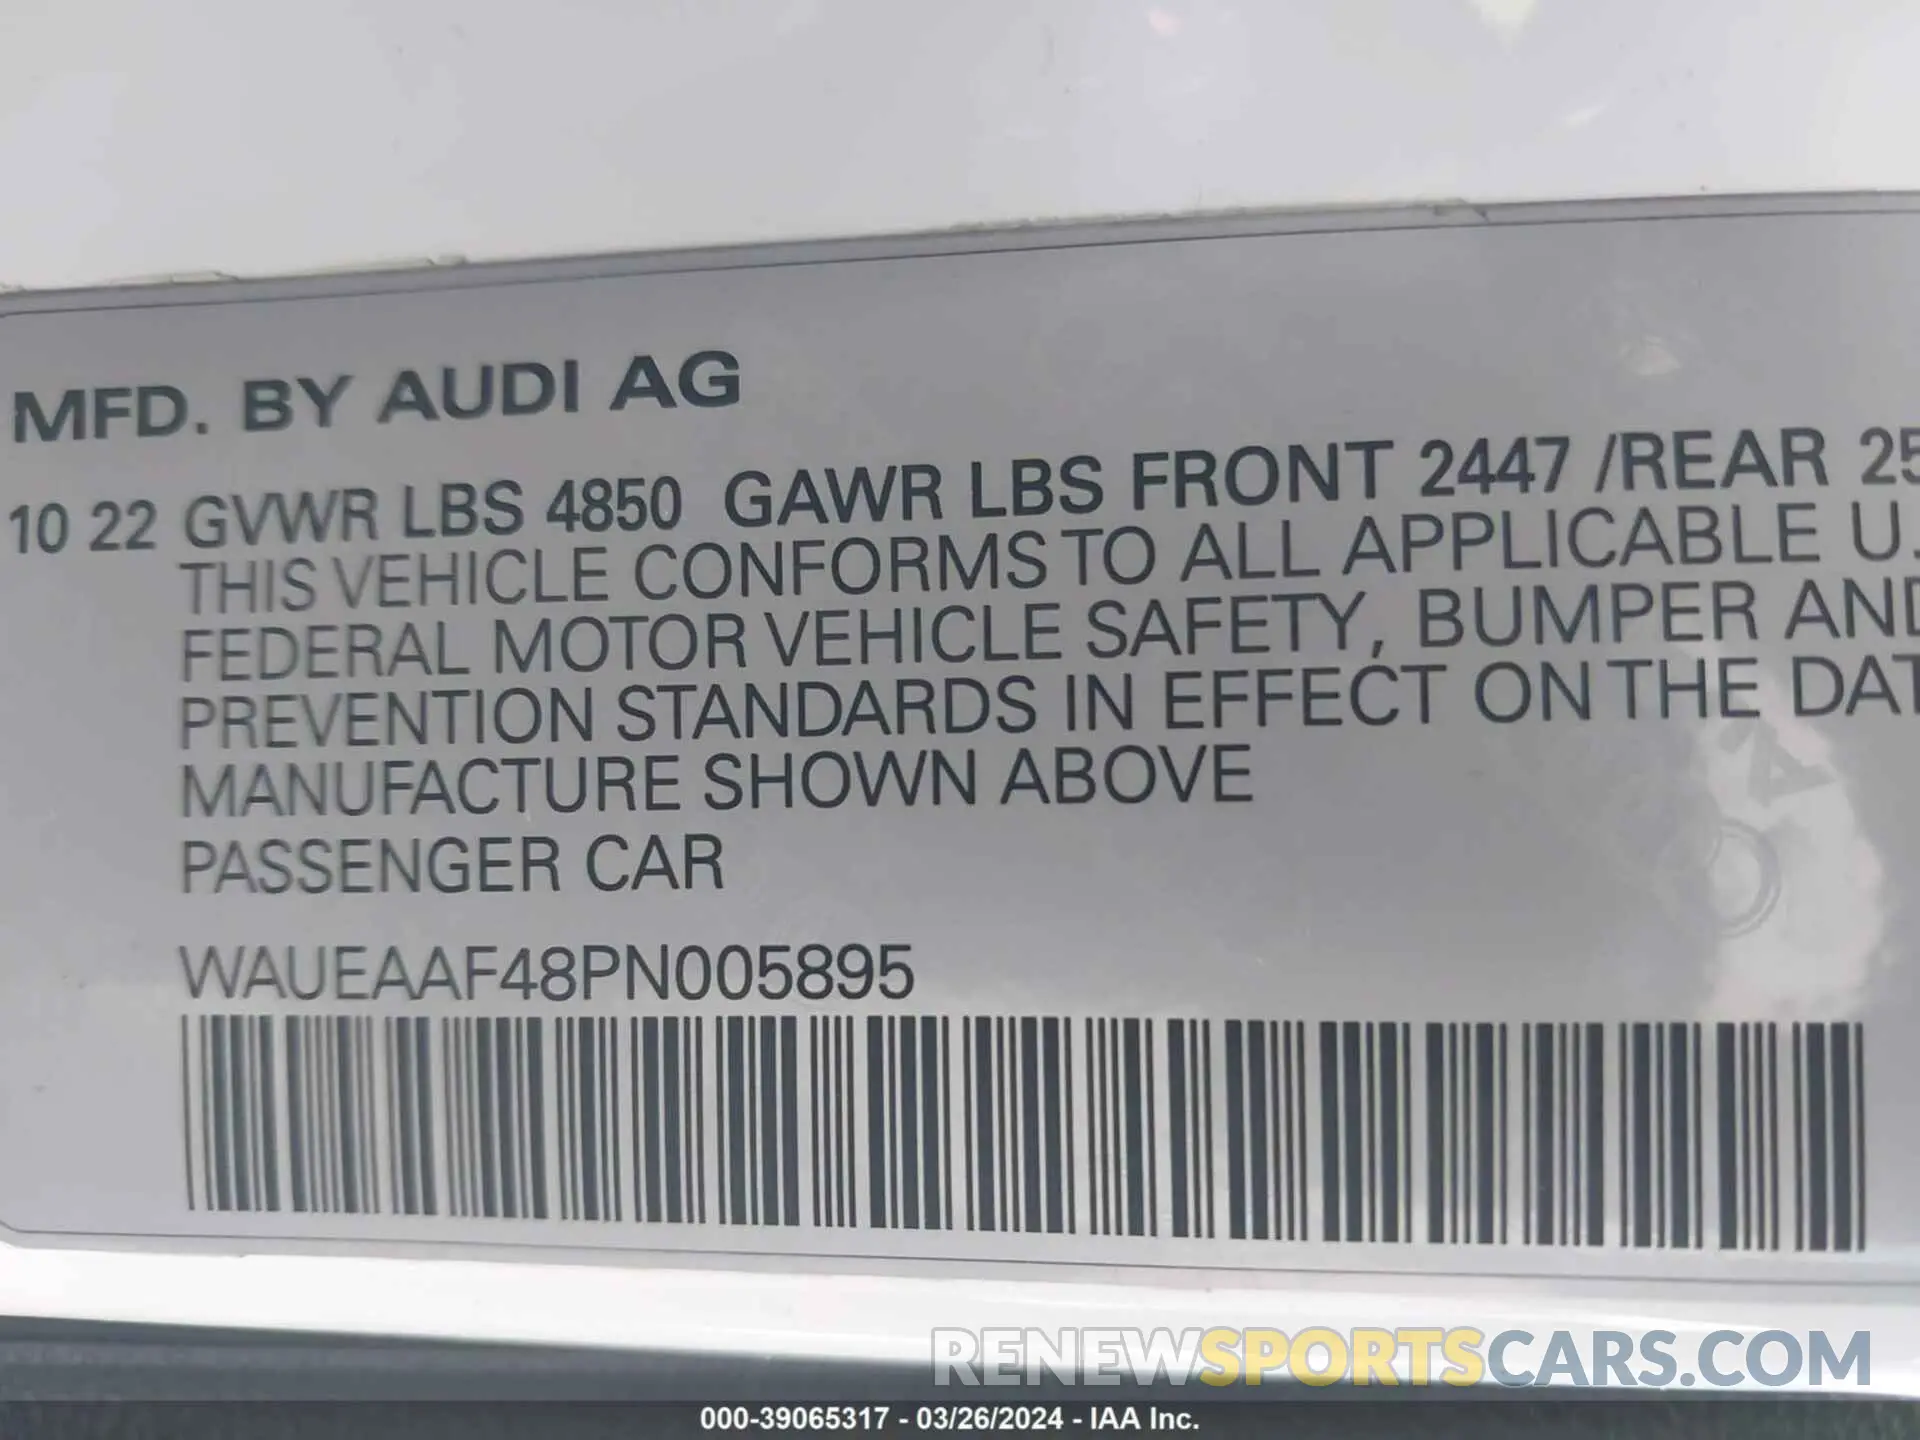 MFD. BY AUDI AG
10 22 GVWR LBS 4850 GAWR LBS FRONT 2447 /REAR 25
THIS VEHICLE CONFORMS TO ALL APPLICABLE U.
FEDERAL MOTOR VEHICLE SAFETY, BUMPER AND
PREVENTION STANDARDS IN EFFECT ON THE DAT
MANUFACTURE SHOWN ABOVE
PASSENGER CAR
WAUEAAF48PN005895
RENEWSPORTSCARS.COM
000-39065317 - 03/26/2024 - IAA Inc.